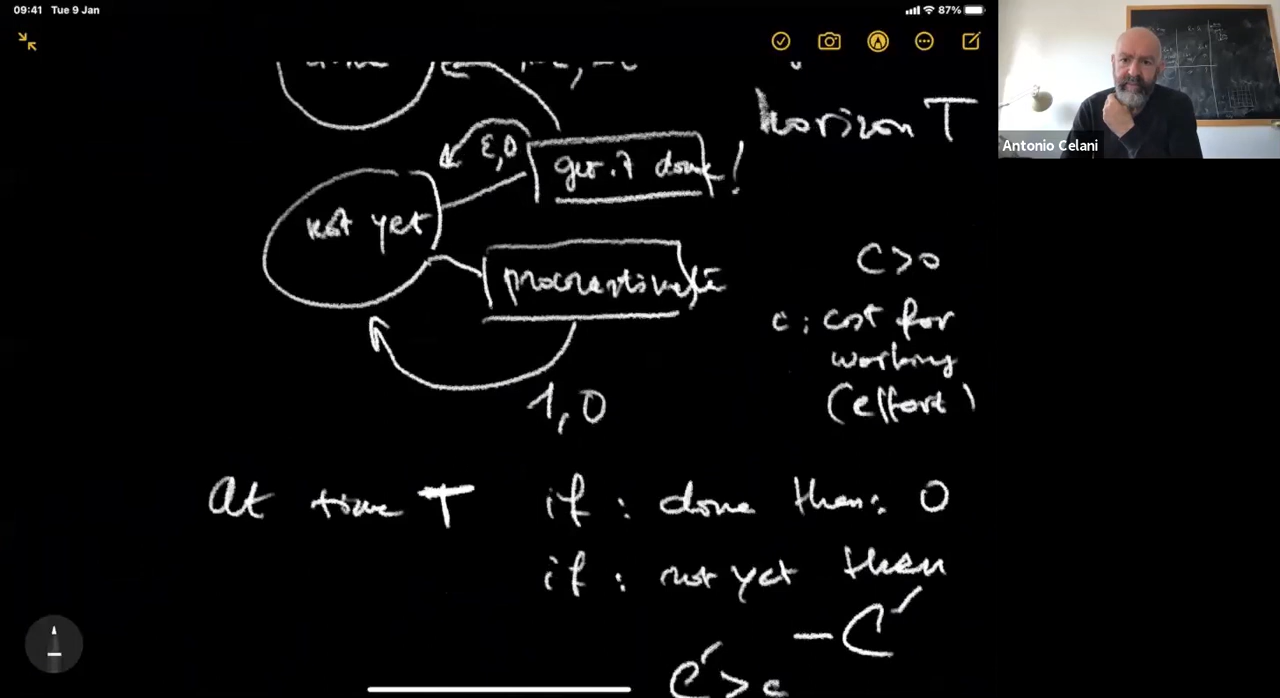 09:41 Tue 9 Jan
87%
Antonio Celani
horizon T
ε,0
get it done!
not yet
procrastinate
C>0
c: cost for
working
(effort)
1,0
At time T if: done then: 0
if: not yet then
-C'
C'>c